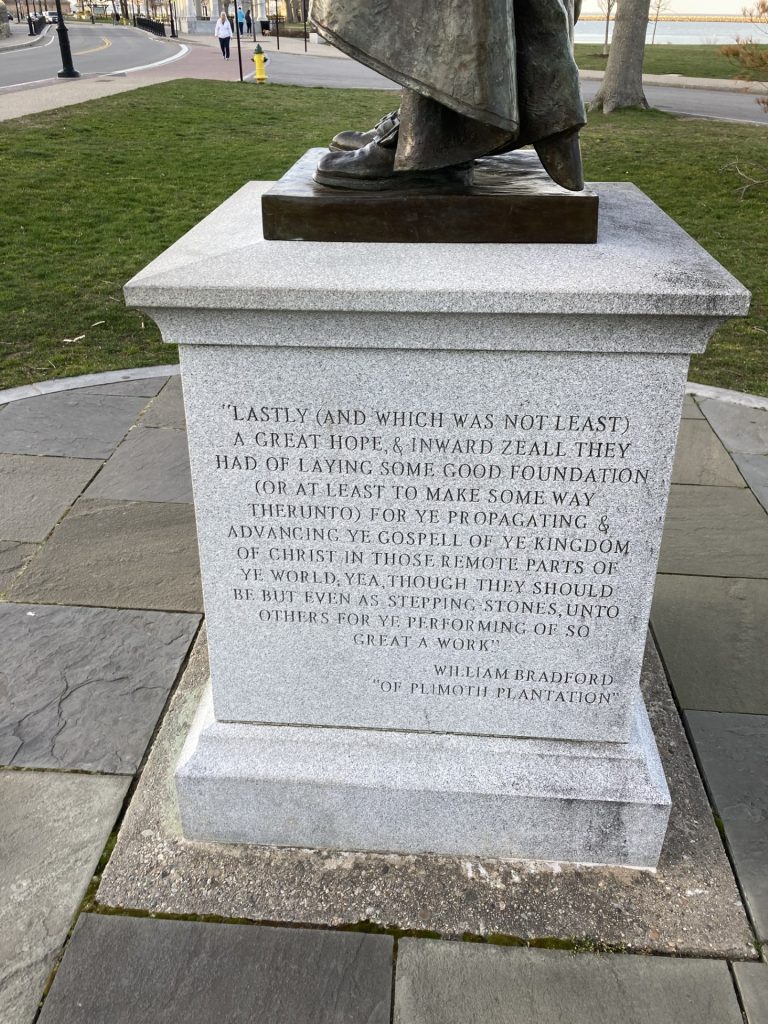 "LASTLY (AND WHICH WAS NOT LEAST)
A GREAT HOPE, & INWARD ZEALL THEY
HAD OF LAYING SOME GOOD FOUNDATION
(OR AT LEAST TO MAKE SOME WAY
THERUNTO) FOR YE PROPAGATING &
ADVANCING YE GOSPELL OF YE KINGDOM
OF CHRIST IN THOSE REMOTE PARTS OF
YE WORLD, YEA, THOUGH THEY SHOULD
BE BUT EVEN AS STEPPING-STONES, UNTO
OTHERS FOR YE PERFORMING OF SO
GREAT A WORK"
- WILLIAM BRADFORD
"OF PLIMOTH PLANTATION"